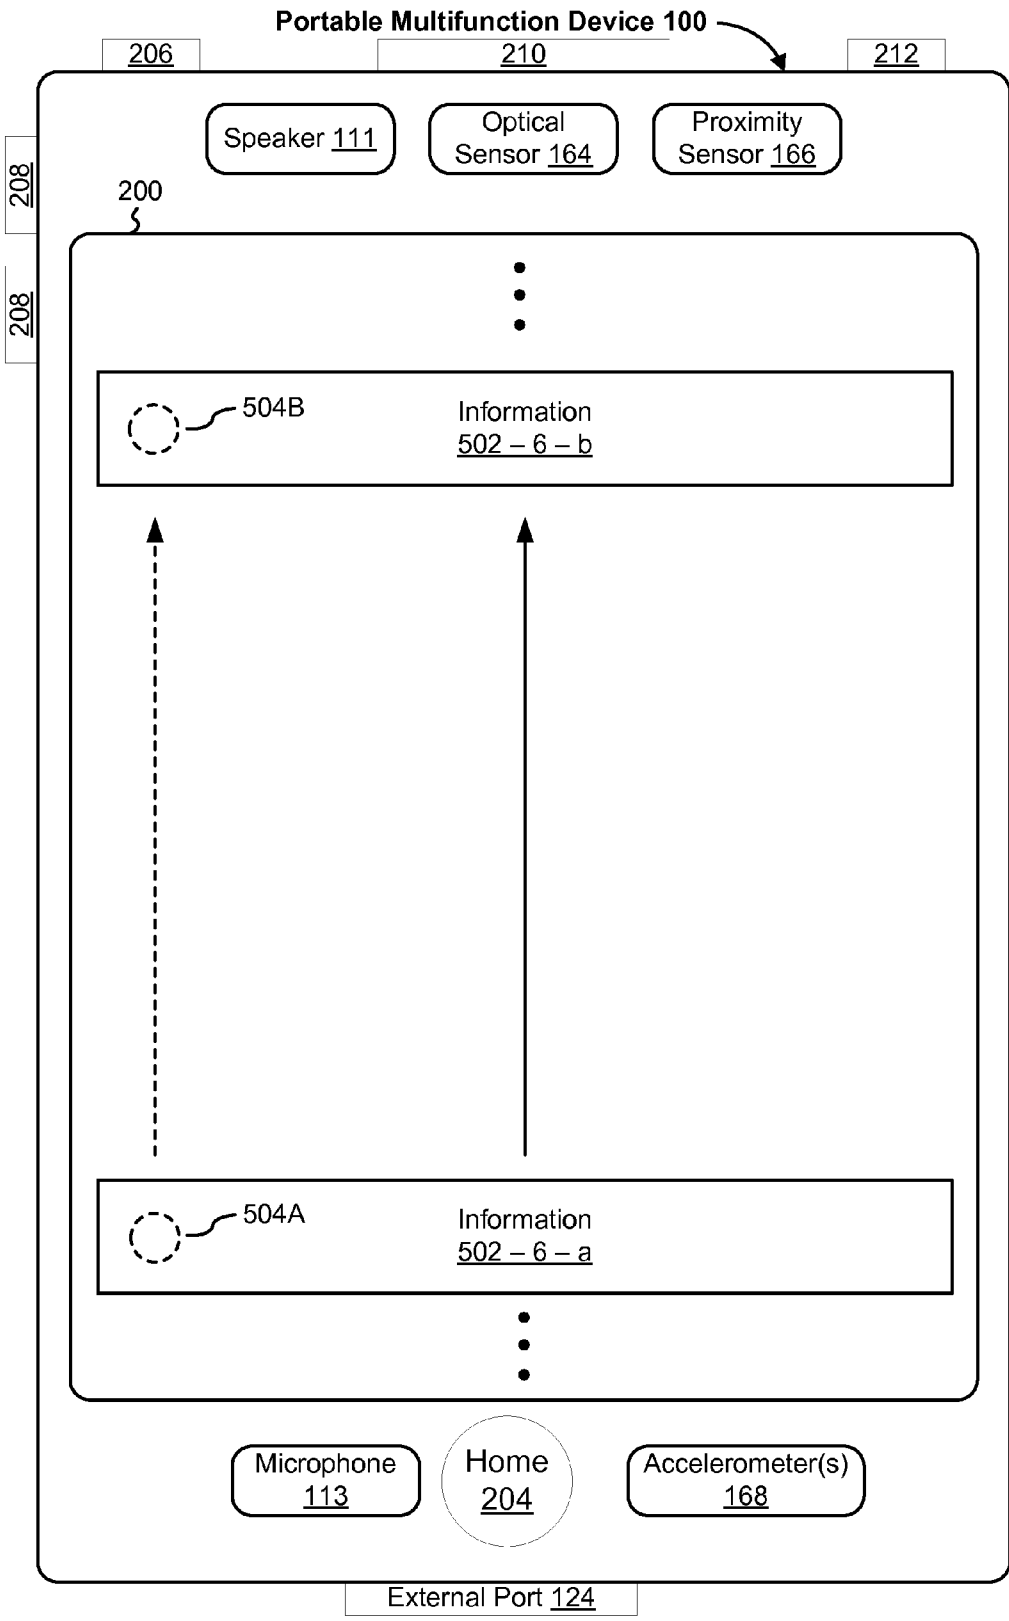 Portable Multifunction Device 100
206
210
212
Speaker 111
Optical
Sensor 164
Proximity
Sensor 166
208
200
208
504B
Information
502 – 6 – b
504A
Information
502 – 6 – a
Microphone
113
Home
204
Accelerometer(s)
168
External Port 124